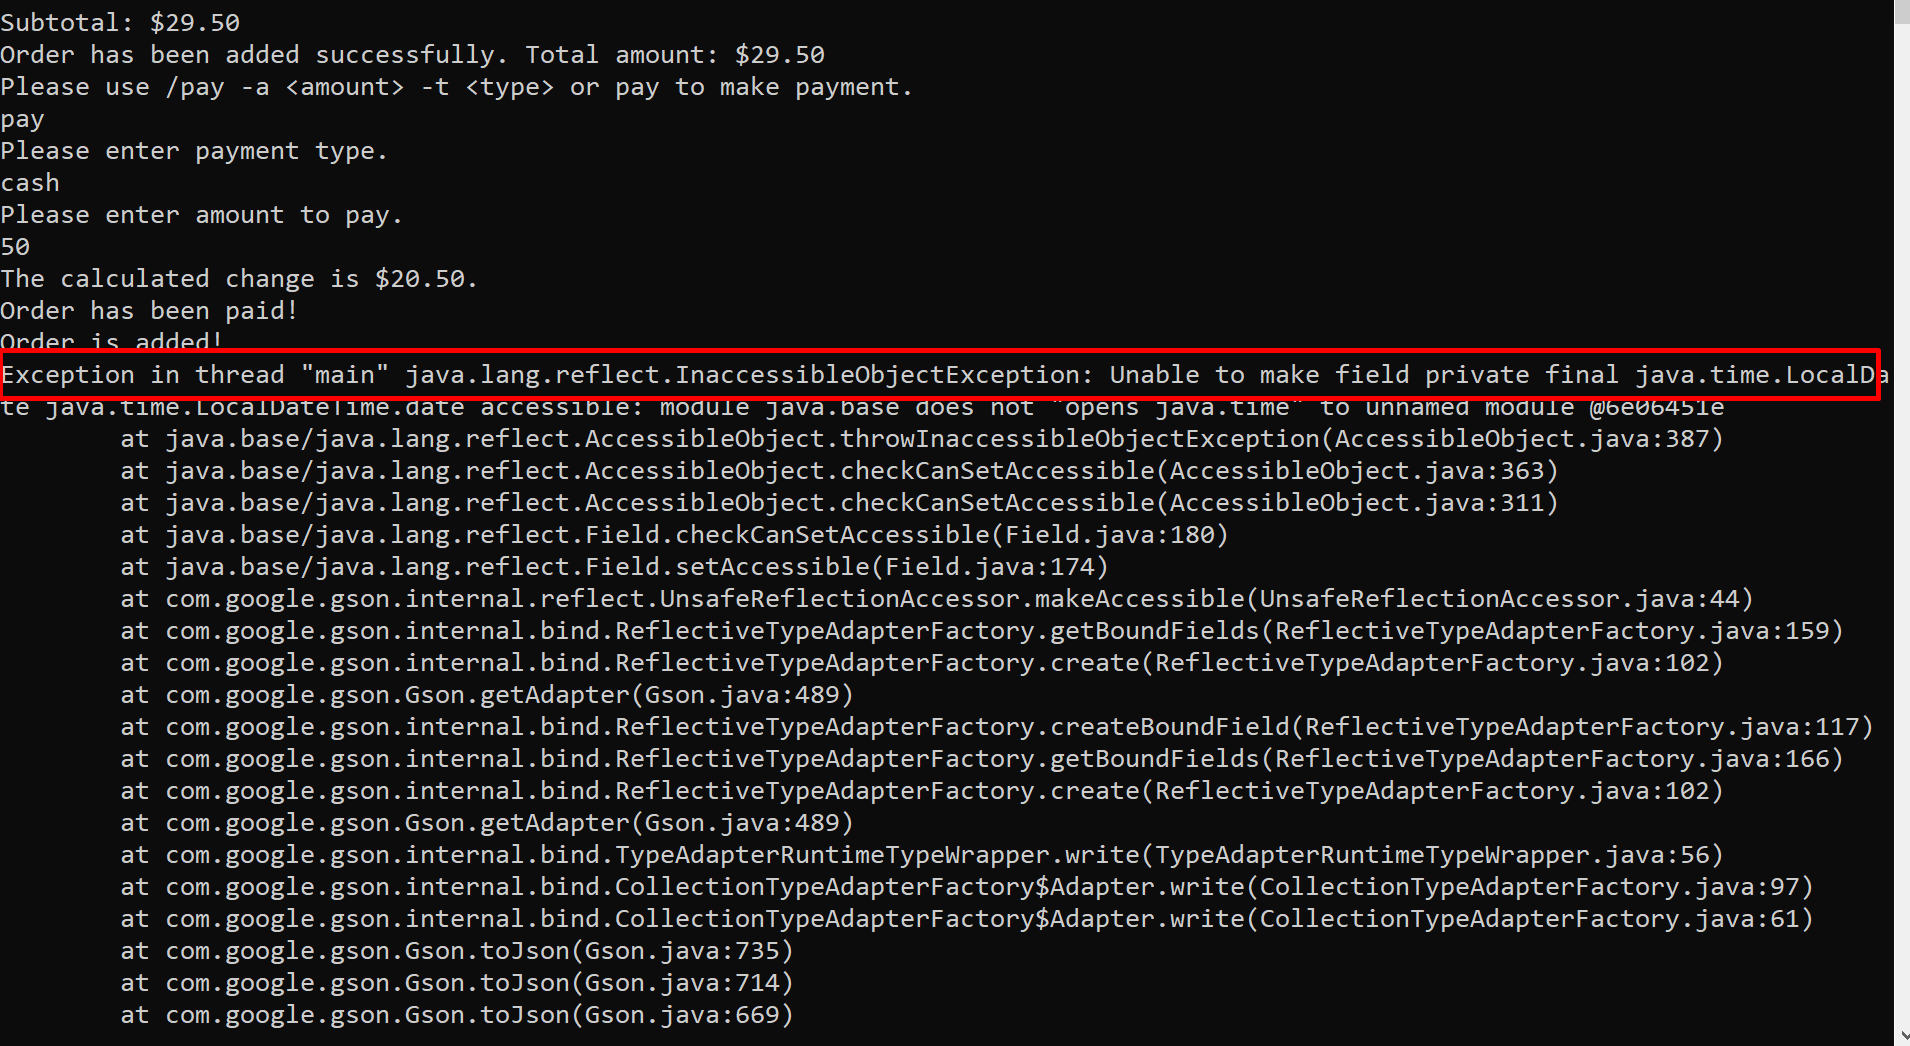 Subtotal: $29.50
Order has been added successfully. Total amount: $29.50
Please use /pay -a <amount> -t <type> or pay to make payment.
pay
Please enter payment type.
cash
Please enter amount to pay.
50
The calculated change is $20.50.
Order has been paid!
Order is added!
Exception in thread "main" java.lang.reflect.InaccessibleObjectException: Unable to make field private final java.time.LocalDa
te java.time.LocalDateTime.date accessible: module java.base does not "opens java.time" to unnamed module @6e06451e
        at java.base/java.lang.reflect.AccessibleObject.throwInaccessibleObjectException(AccessibleObject.java:387)
        at java.base/java.lang.reflect.AccessibleObject.checkCanSetAccessible(AccessibleObject.java:363)
        at java.base/java.lang.reflect.AccessibleObject.checkCanSetAccessible(AccessibleObject.java:311)
        at java.base/java.lang.reflect.Field.checkCanSetAccessible(Field.java:180)
        at java.base/java.lang.reflect.Field.setAccessible(Field.java:174)
        at com.google.gson.internal.reflect.UnsafeReflectionAccessor.makeAccessible(UnsafeReflectionAccessor.java:44)
        at com.google.gson.internal.bind.ReflectiveTypeAdapterFactory.getBoundFields(ReflectiveTypeAdapterFactory.java:159)
        at com.google.gson.internal.bind.ReflectiveTypeAdapterFactory.create(ReflectiveTypeAdapterFactory.java:102)
        at com.google.gson.Gson.getAdapter(Gson.java:489)
        at com.google.gson.internal.bind.ReflectiveTypeAdapterFactory.createBoundField(ReflectiveTypeAdapterFactory.java:117)
        at com.google.gson.internal.bind.ReflectiveTypeAdapterFactory.getBoundFields(ReflectiveTypeAdapterFactory.java:166)
        at com.google.gson.internal.bind.ReflectiveTypeAdapterFactory.create(ReflectiveTypeAdapterFactory.java:102)
        at com.google.gson.Gson.getAdapter(Gson.java:489)
        at com.google.gson.internal.bind.TypeAdapterRuntimeTypeWrapper.write(TypeAdapterRuntimeTypeWrapper.java:56)
        at com.google.gson.internal.bind.CollectionTypeAdapterFactory$Adapter.write(CollectionTypeAdapterFactory.java:97)
        at com.google.gson.internal.bind.CollectionTypeAdapterFactory$Adapter.write(CollectionTypeAdapterFactory.java:61)
        at com.google.gson.Gson.toJson(Gson.java:735)
        at com.google.gson.Gson.toJson(Gson.java:714)
        at com.google.gson.Gson.toJson(Gson.java:669)